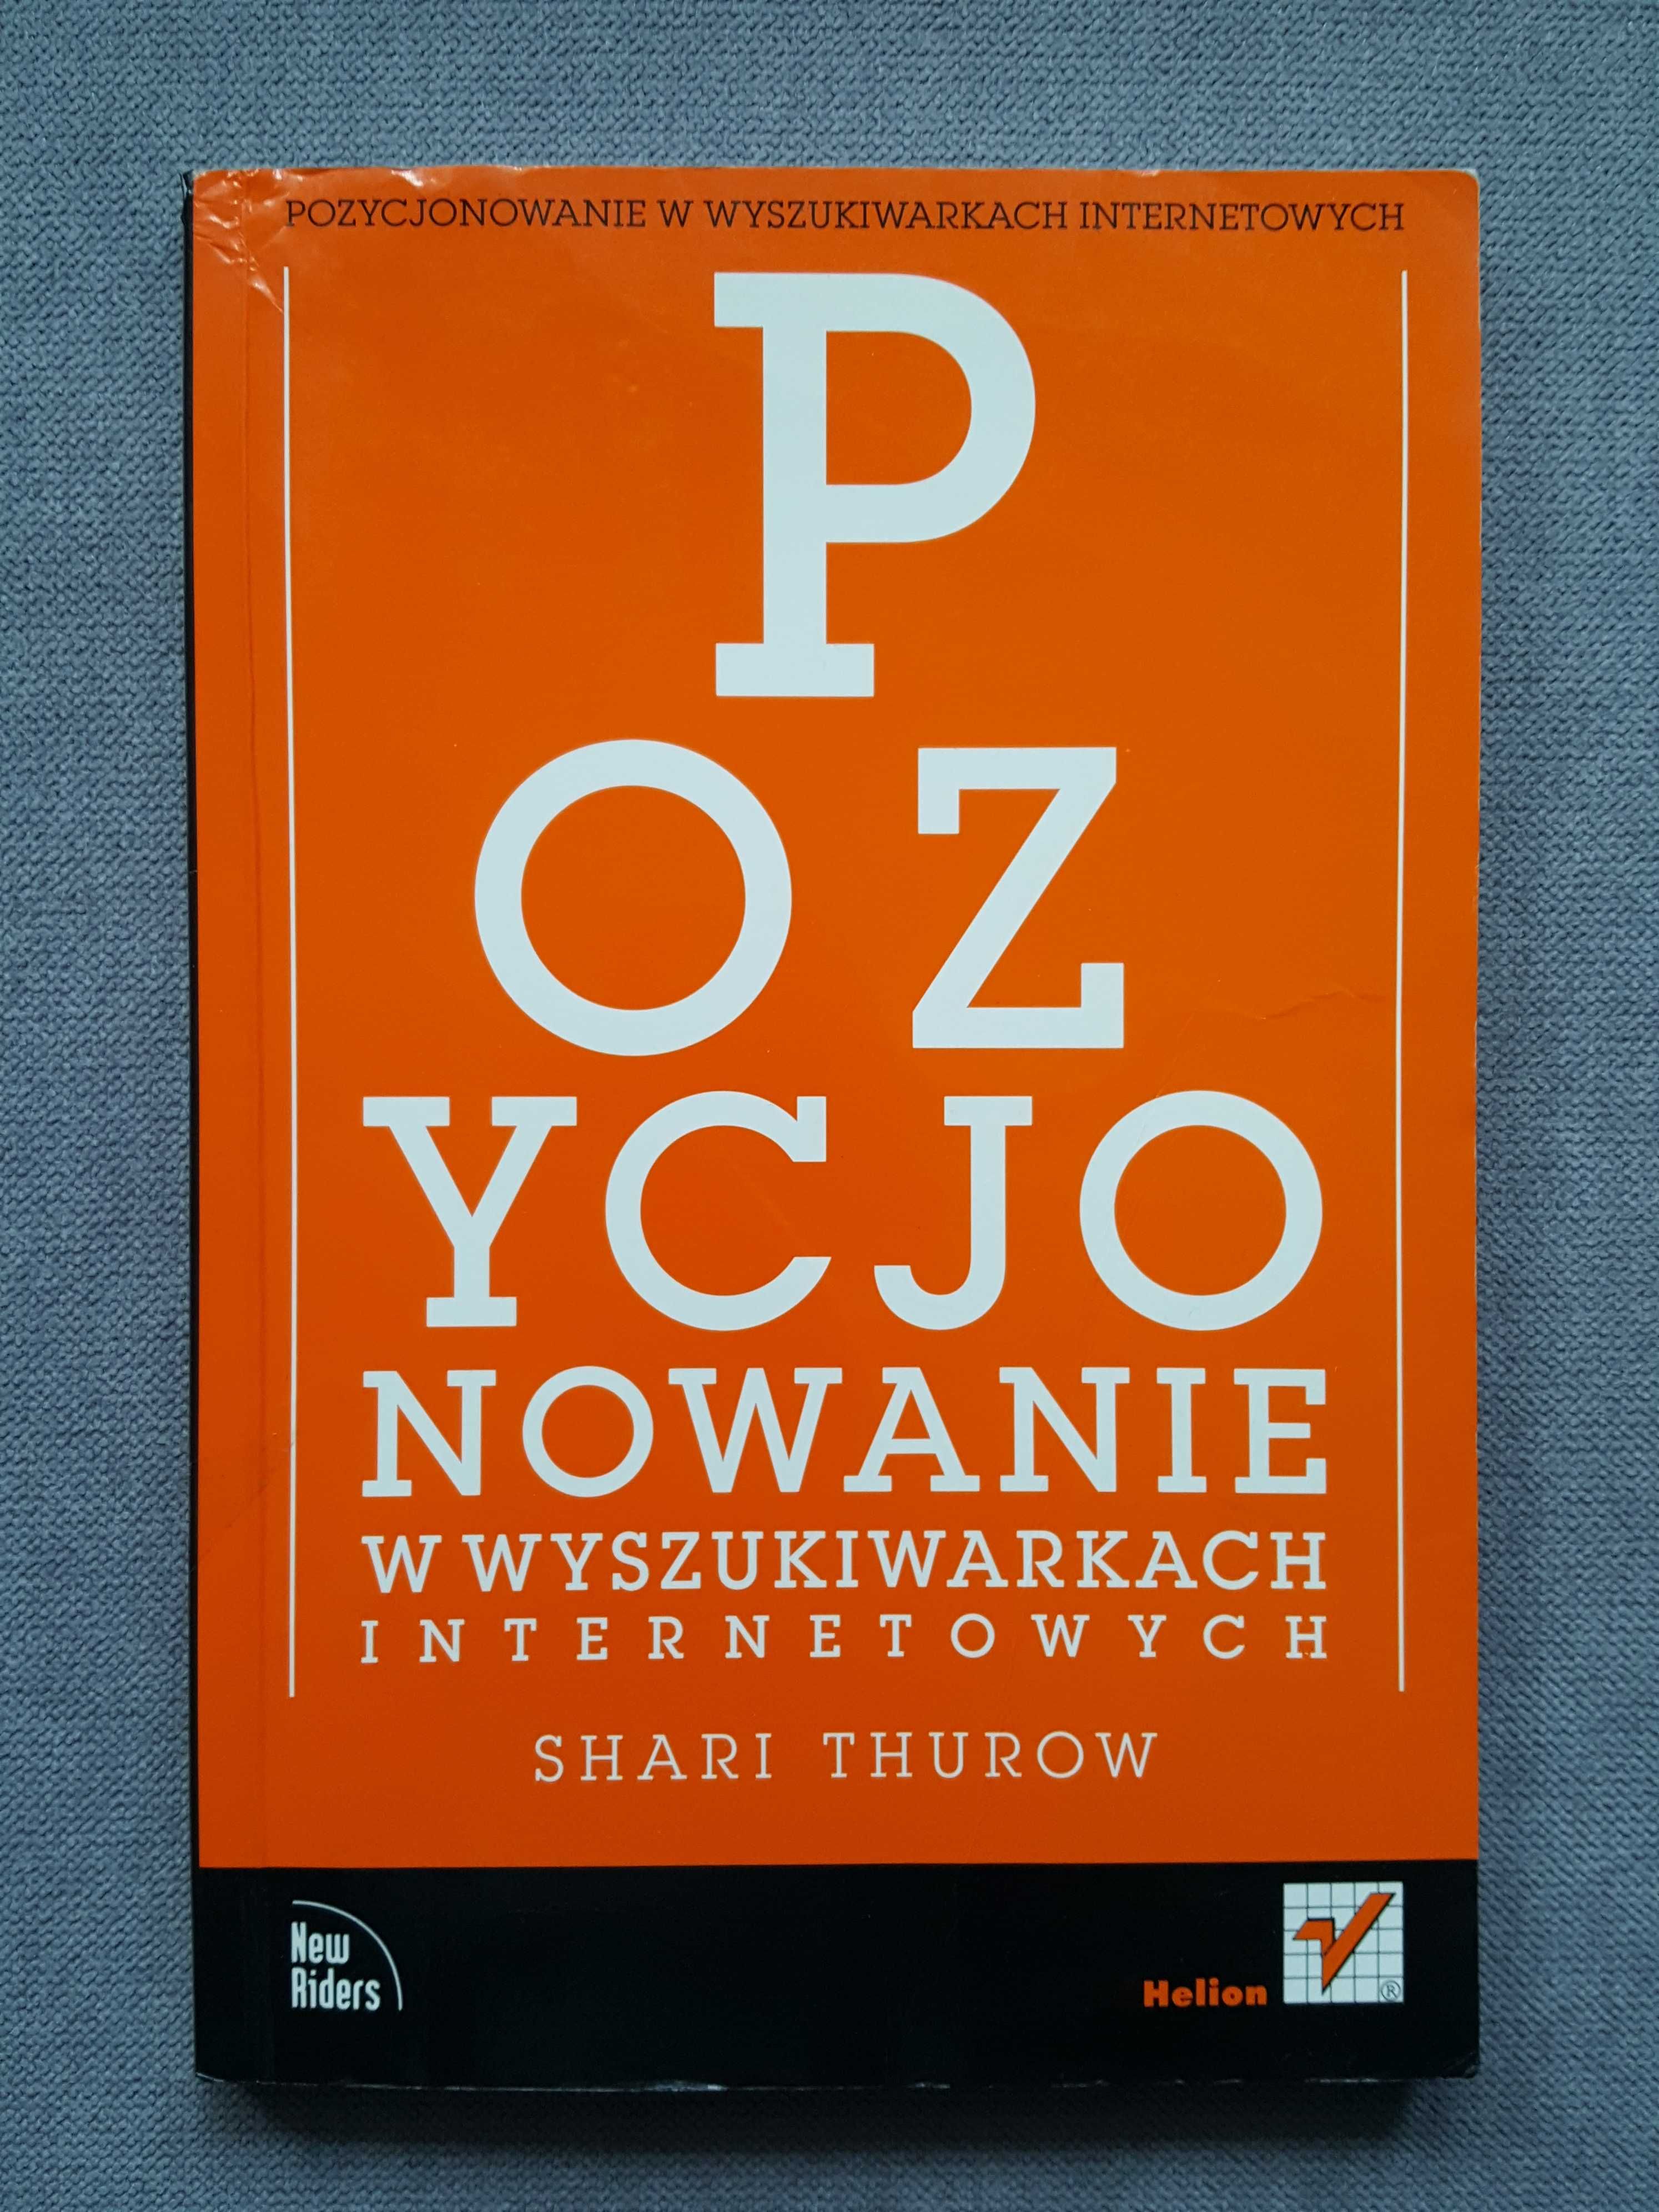 POZYCJONOWANIE W WYSZUKIWARKACH INTERNETOWYCH
P
OZ
YCJO
NOWANIE
W WYSZUKIWARKACH
INTERNETOWYCH
SHARI THUROW
New
Riders
Helion
®